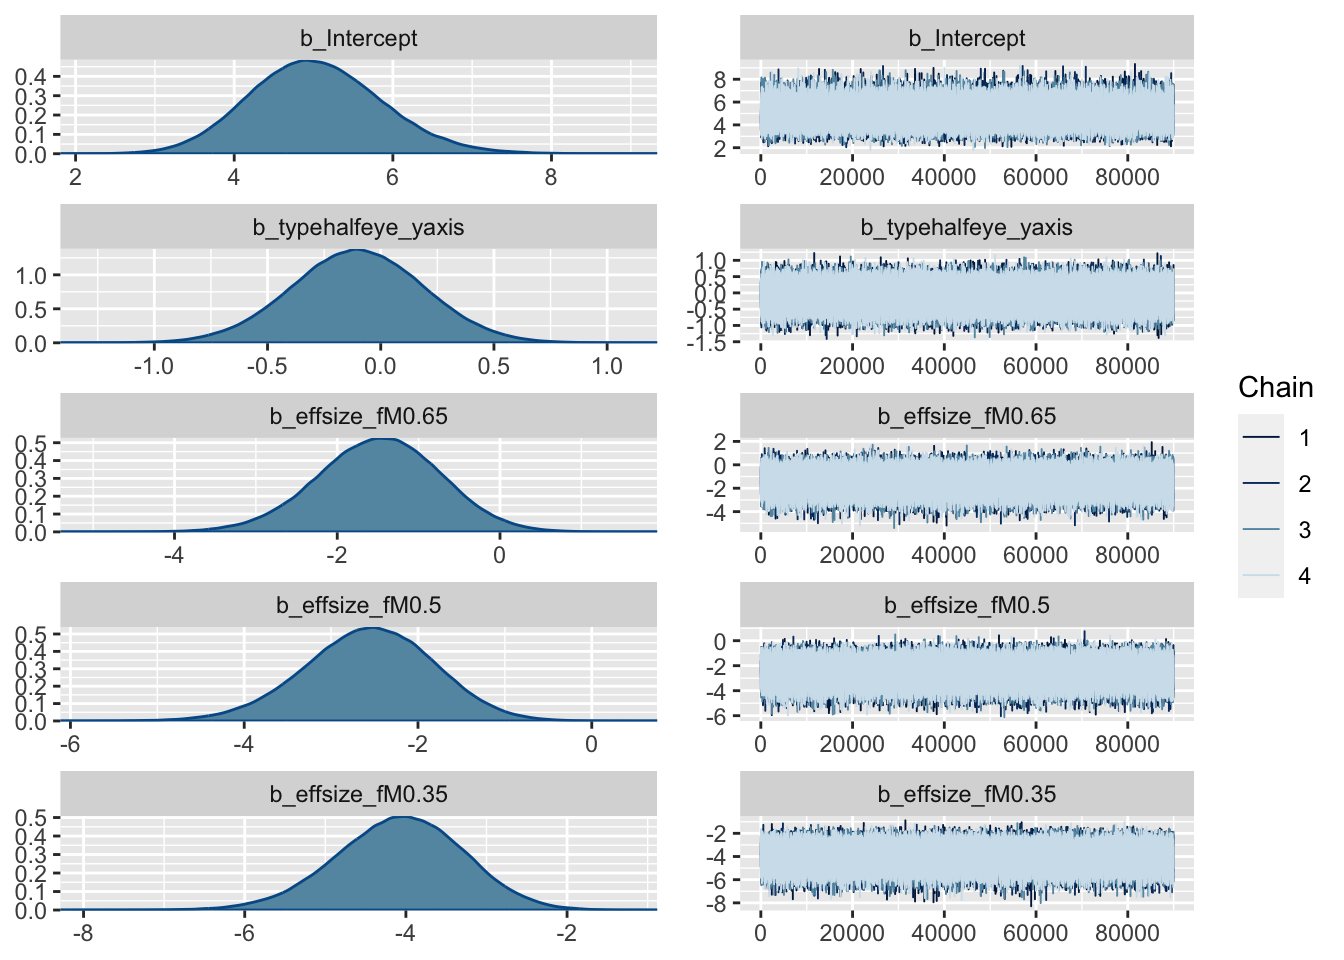 b_Intercept
0.4
0.3
0.2
0.1
0.0
2 4 6 8
b_Intercept
8
6
4
2
0 20000 40000 60000 80000
b_typehalfeye_yaxis
1.0
0.5
0.0
-1.0 -0.5 0.0 0.5 1.0
b_typehalfeye_yaxis
1.0
0.5
0.0
-0.5
-1.0
-1.5
0 20000 40000 60000 80000
b_effsize_fM0.65
0.5
0.4
0.3
0.2
0.1
0.0
-4 -2 0
b_effsize_fM0.65
2
0
-2
-4
0 20000 40000 60000 80000
b_effsize_fM0.5
0.5
0.4
0.3
0.2
0.1
0.0
-6 -4 -2 0
b_effsize_fM0.5
0
-2
-4
-6
0 20000 40000 60000 80000
b_effsize_fM0.35
0.5
0.4
0.3
0.2
0.1
0.0
-8 -6 -4 -2
b_effsize_fM0.35
-2
-4
-6
-8
0 20000 40000 60000 80000
Chain
1
2
3
4